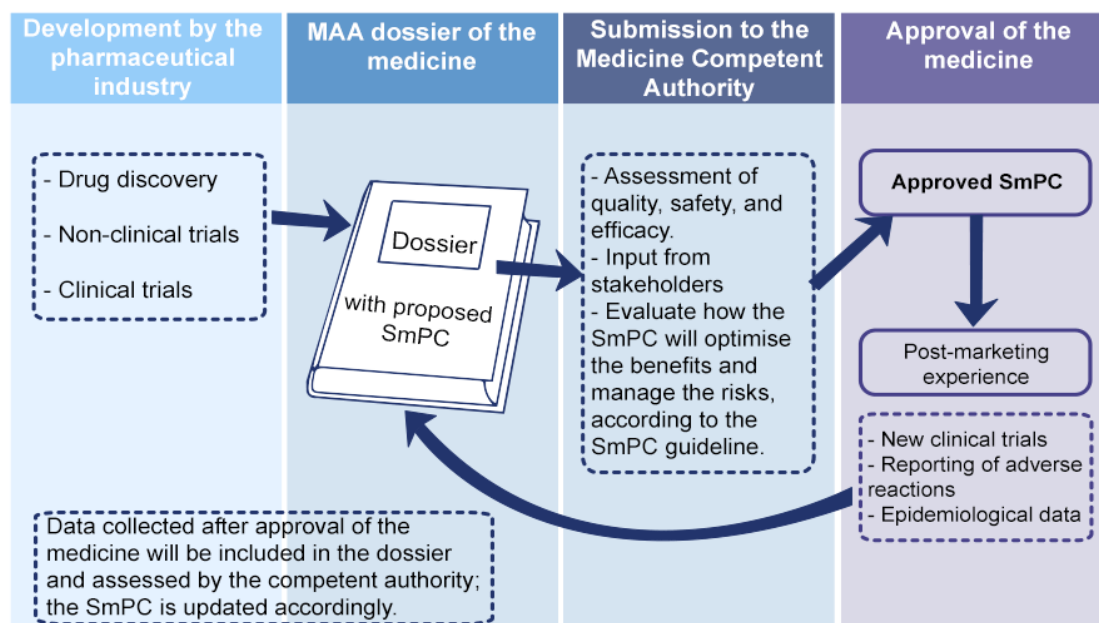 Development by the
pharmaceutical
industry
MAA dossier of the
medicine
Submission to the
Medicine Competent
Authority
Approval of the
medicine
- Drug discovery
- Non-clinical trials
- Clinical trials
Dossier
with proposed
SmPC
- Assessment of
quality, safety, and
efficacy.
- Input from
stakeholders
- Evaluate how the
SmPC will optimise
the benefits and
manage the risks,
according to the
SmPC guideline.
Approved SmPC
Post-marketing
experience
- New clinical trials
- Reporting of adverse
reactions
- Epidemiological data
Data collected after approval of the
medicine will be included in the dossier
and assessed by the competent authority;
the SmPC is updated accordingly.